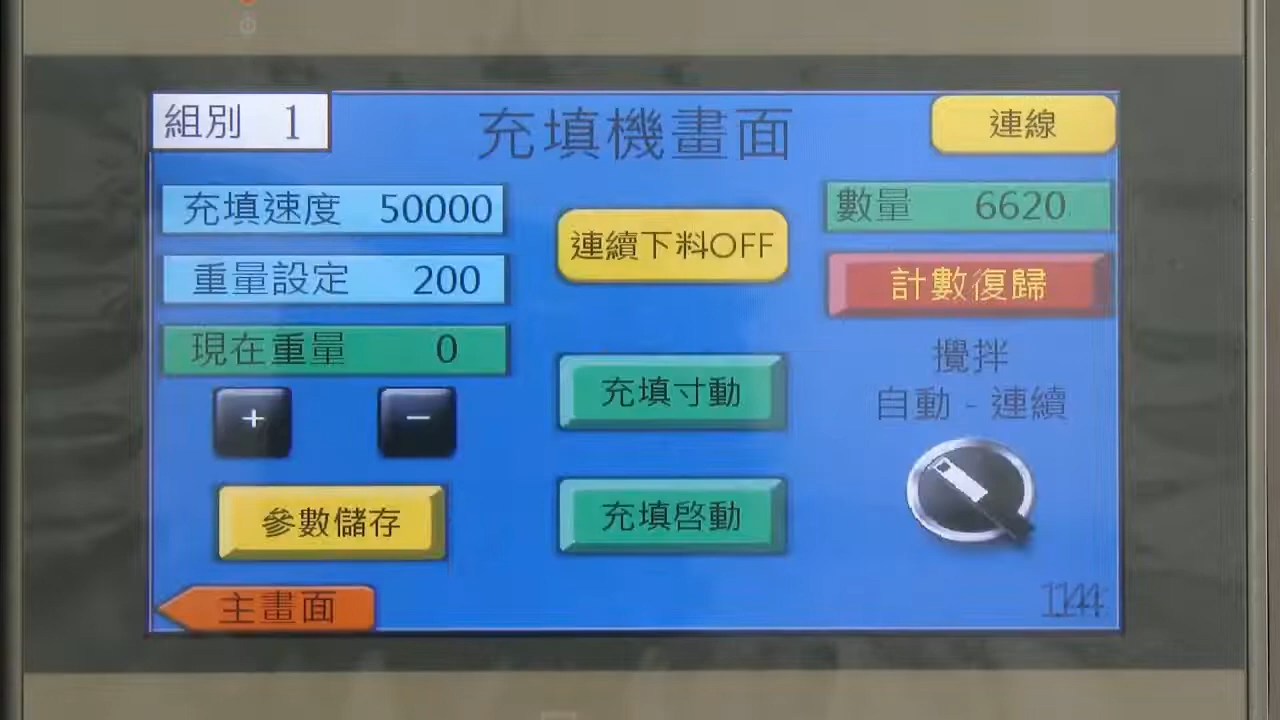 組別 1
充填機畫面
連線
充填速度 50000
重量設定 200
現在重量 0
+
−
參數儲存
主畫面
連續下料OFF
充填寸動
充填啓動
數量 6620
計數復歸
攪拌
自動 - 連續